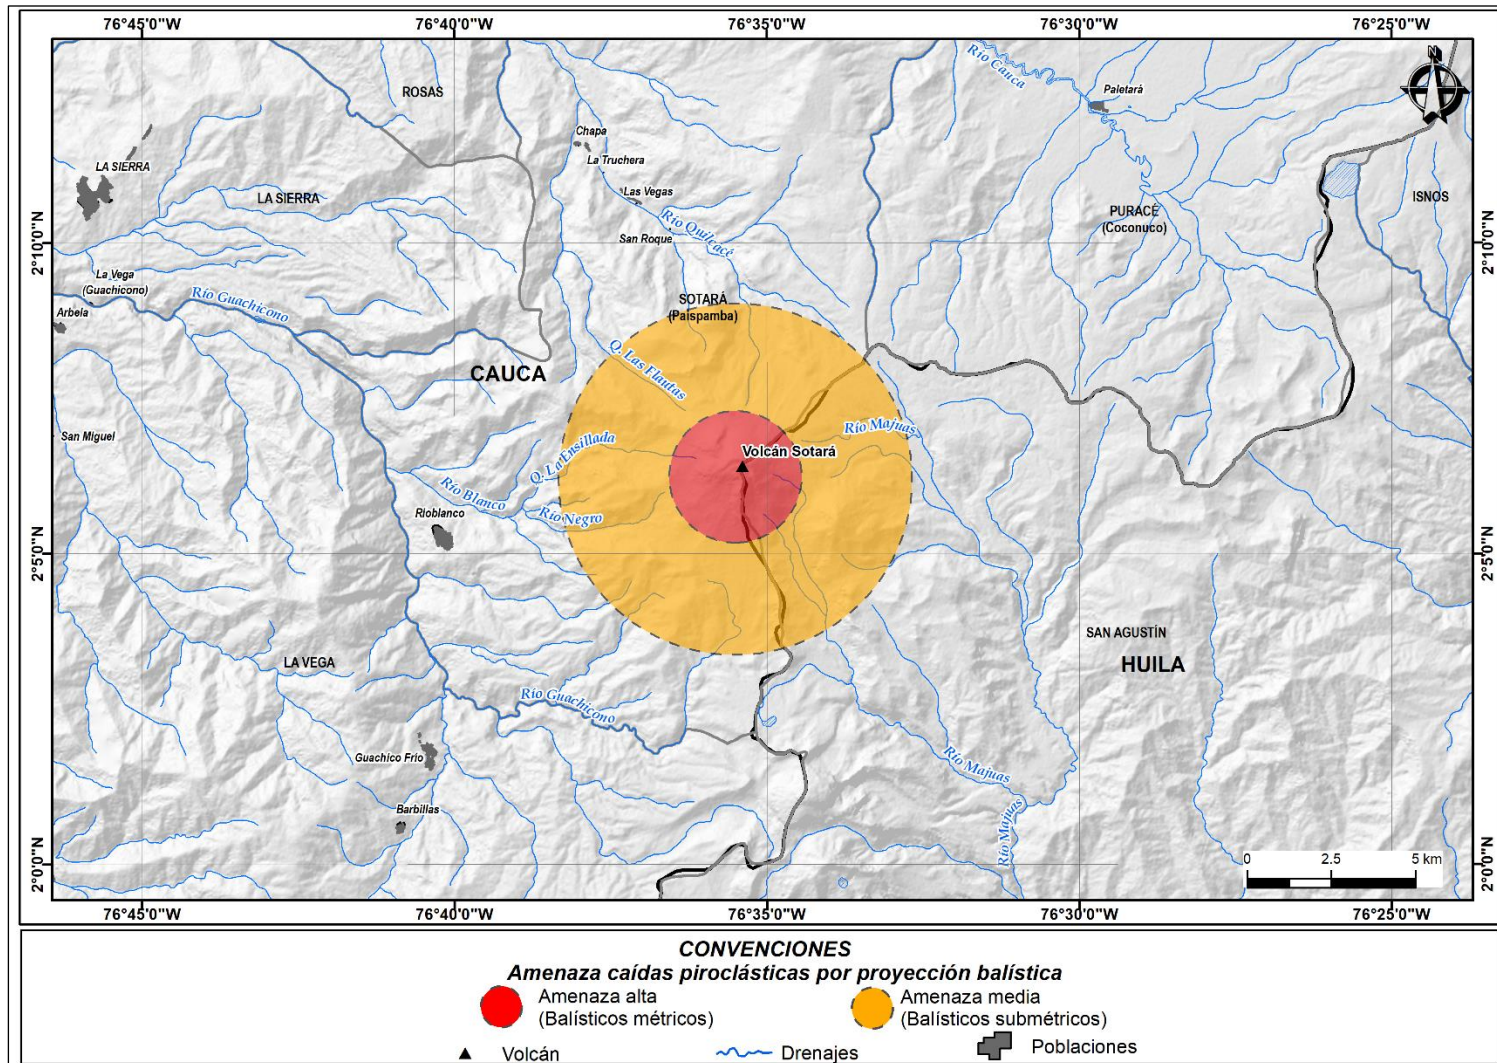 76°45'0"W
76°40'0"W
76°35'0"W
76°30'0"W
76°25'0"W
N
Río Cauca
Paletará
ROSAS
Chapa
La Truchera
LA SIERRA
LA SIERRA
Las Vegas
ISNOS
PURACÉ
(Coconuco)
Río Quilcacé
San Roque
2°10'0"N
2°10'0"N
La Vega
(Guachicono)
Río Guachicono
Arbela
SOTARÁ
(Paispamba)
Q. Las Flautas
CAUCA
San Miguel
Río Majuas
Volcán Sotará
Q. La Ensillada
Río Blanco
Río Negro
Rioblanco
2°5'0"N
2°5'0"N
SAN AGUSTÍN
HUILA
LA VEGA
Río Guachicono
Guachico Frío
Río Majuas
Barbillas
Río Majuas
2°0'0"N
2°0'0"N
0 2.5 5 km
76°45'0"W
76°40'0"W
76°35'0"W
76°30'0"W
76°25'0"W
CONVENCIONES
Amenaza caídas piroclásticas por proyección balística
Amenaza alta
(Balísticos métricos)
Amenaza media
(Balísticos submétricos)
Volcán
Drenajes
Poblaciones